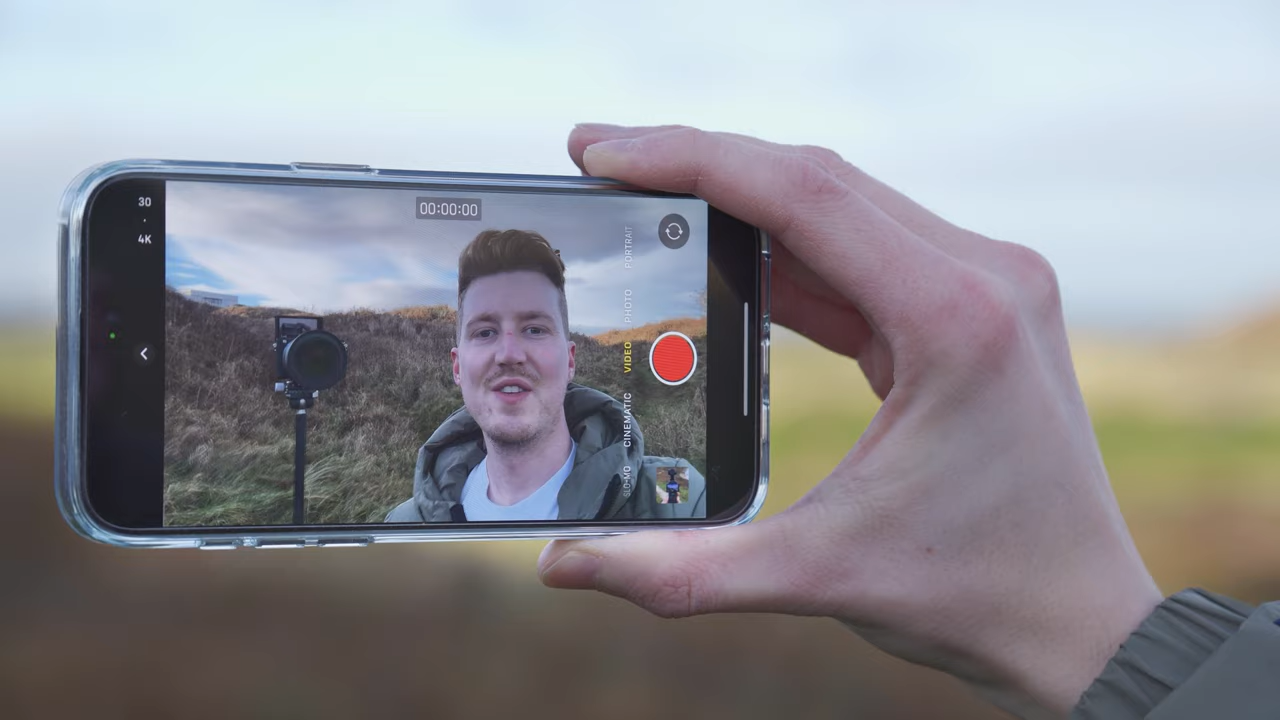 30
4K
00:00:00
PORTRAIT
PHOTO
VIDEO
CINEMATIC
SLO-MO